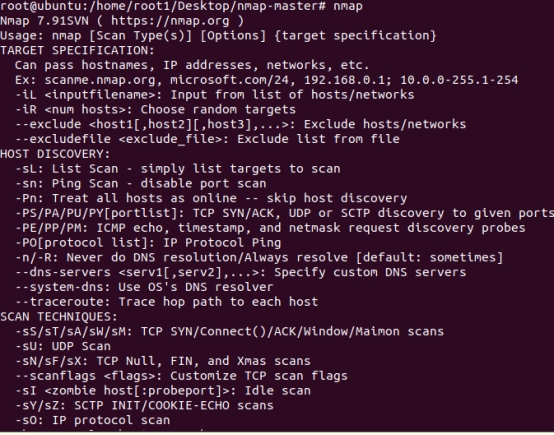 root@ubuntu:/home/root1/Desktop/nmap-master# nmap
Nmap 7.91SVN ( https://nmap.org )
Usage: nmap [Scan Type(s)] [Options] {target specification}
TARGET SPECIFICATION:
  Can pass hostnames, IP addresses, networks, etc.
  Ex: scanme.nmap.org, microsoft.com/24, 192.168.0.1; 10.0.0-255.1-254
  -iL <inputfilename>: Input from list of hosts/networks
  -iR <num hosts>: Choose random targets
  --exclude <host1[,host2][,host3],...>: Exclude hosts/networks
  --excludefile <exclude_file>: Exclude list from file
HOST DISCOVERY:
  -sL: List Scan - simply list targets to scan
  -sn: Ping Scan - disable port scan
  -Pn: Treat all hosts as online -- skip host discovery
  -PS/PA/PU/PY[portlist]: TCP SYN/ACK, UDP or SCTP discovery to given ports
  -PE/PP/PM: ICMP echo, timestamp, and netmask request discovery probes
  -PO[protocol list]: IP Protocol Ping
  -n/-R: Never do DNS resolution/Always resolve [default: sometimes]
  --dns-servers <serv1[,serv2],...>: Specify custom DNS servers
  --system-dns: Use OS's DNS resolver
  --traceroute: Trace hop path to each host
SCAN TECHNIQUES:
  -sS/sT/sA/sW/sM: TCP SYN/Connect()/ACK/Window/Maimon scans
  -sU: UDP Scan
  -sN/sF/sX: TCP Null, FIN, and Xmas scans
  --scanflags <flags>: Customize TCP scan flags
  -sI <zombie host[:probeport]>: Idle scan
  -sY/sZ: SCTP INIT/COOKIE-ECHO scans
  -sO: IP protocol scan